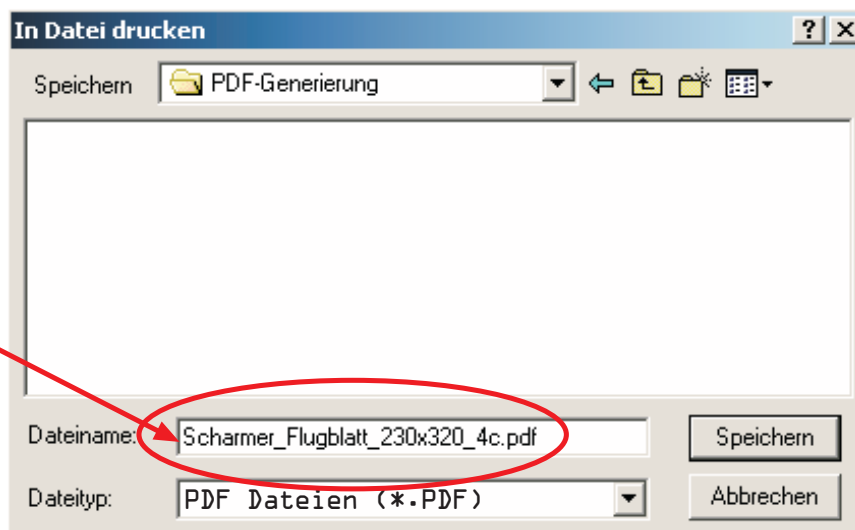 In Datei drucken
Speichern PDF-Generierung
Dateiname: Scharmer_Flugblatt_230x320_4c.pdf Speichern
Dateityp: PDF Dateien (*.PDF) Abbrechen